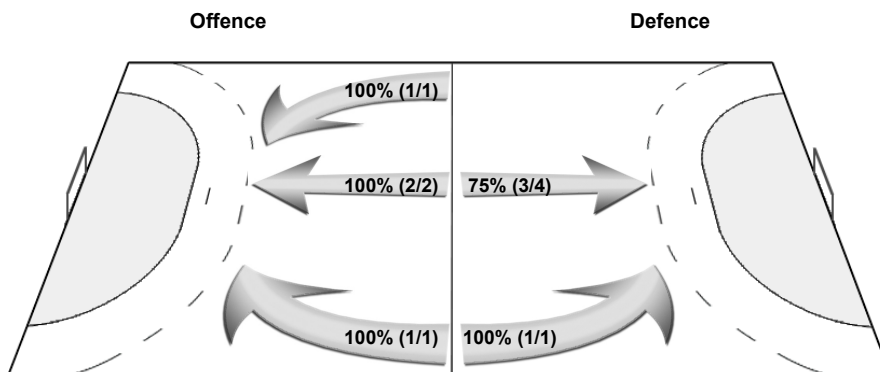 Offence
Defence
100% (1/1)
100% (2/2)
75% (3/4)
100% (1/1)
100% (1/1)